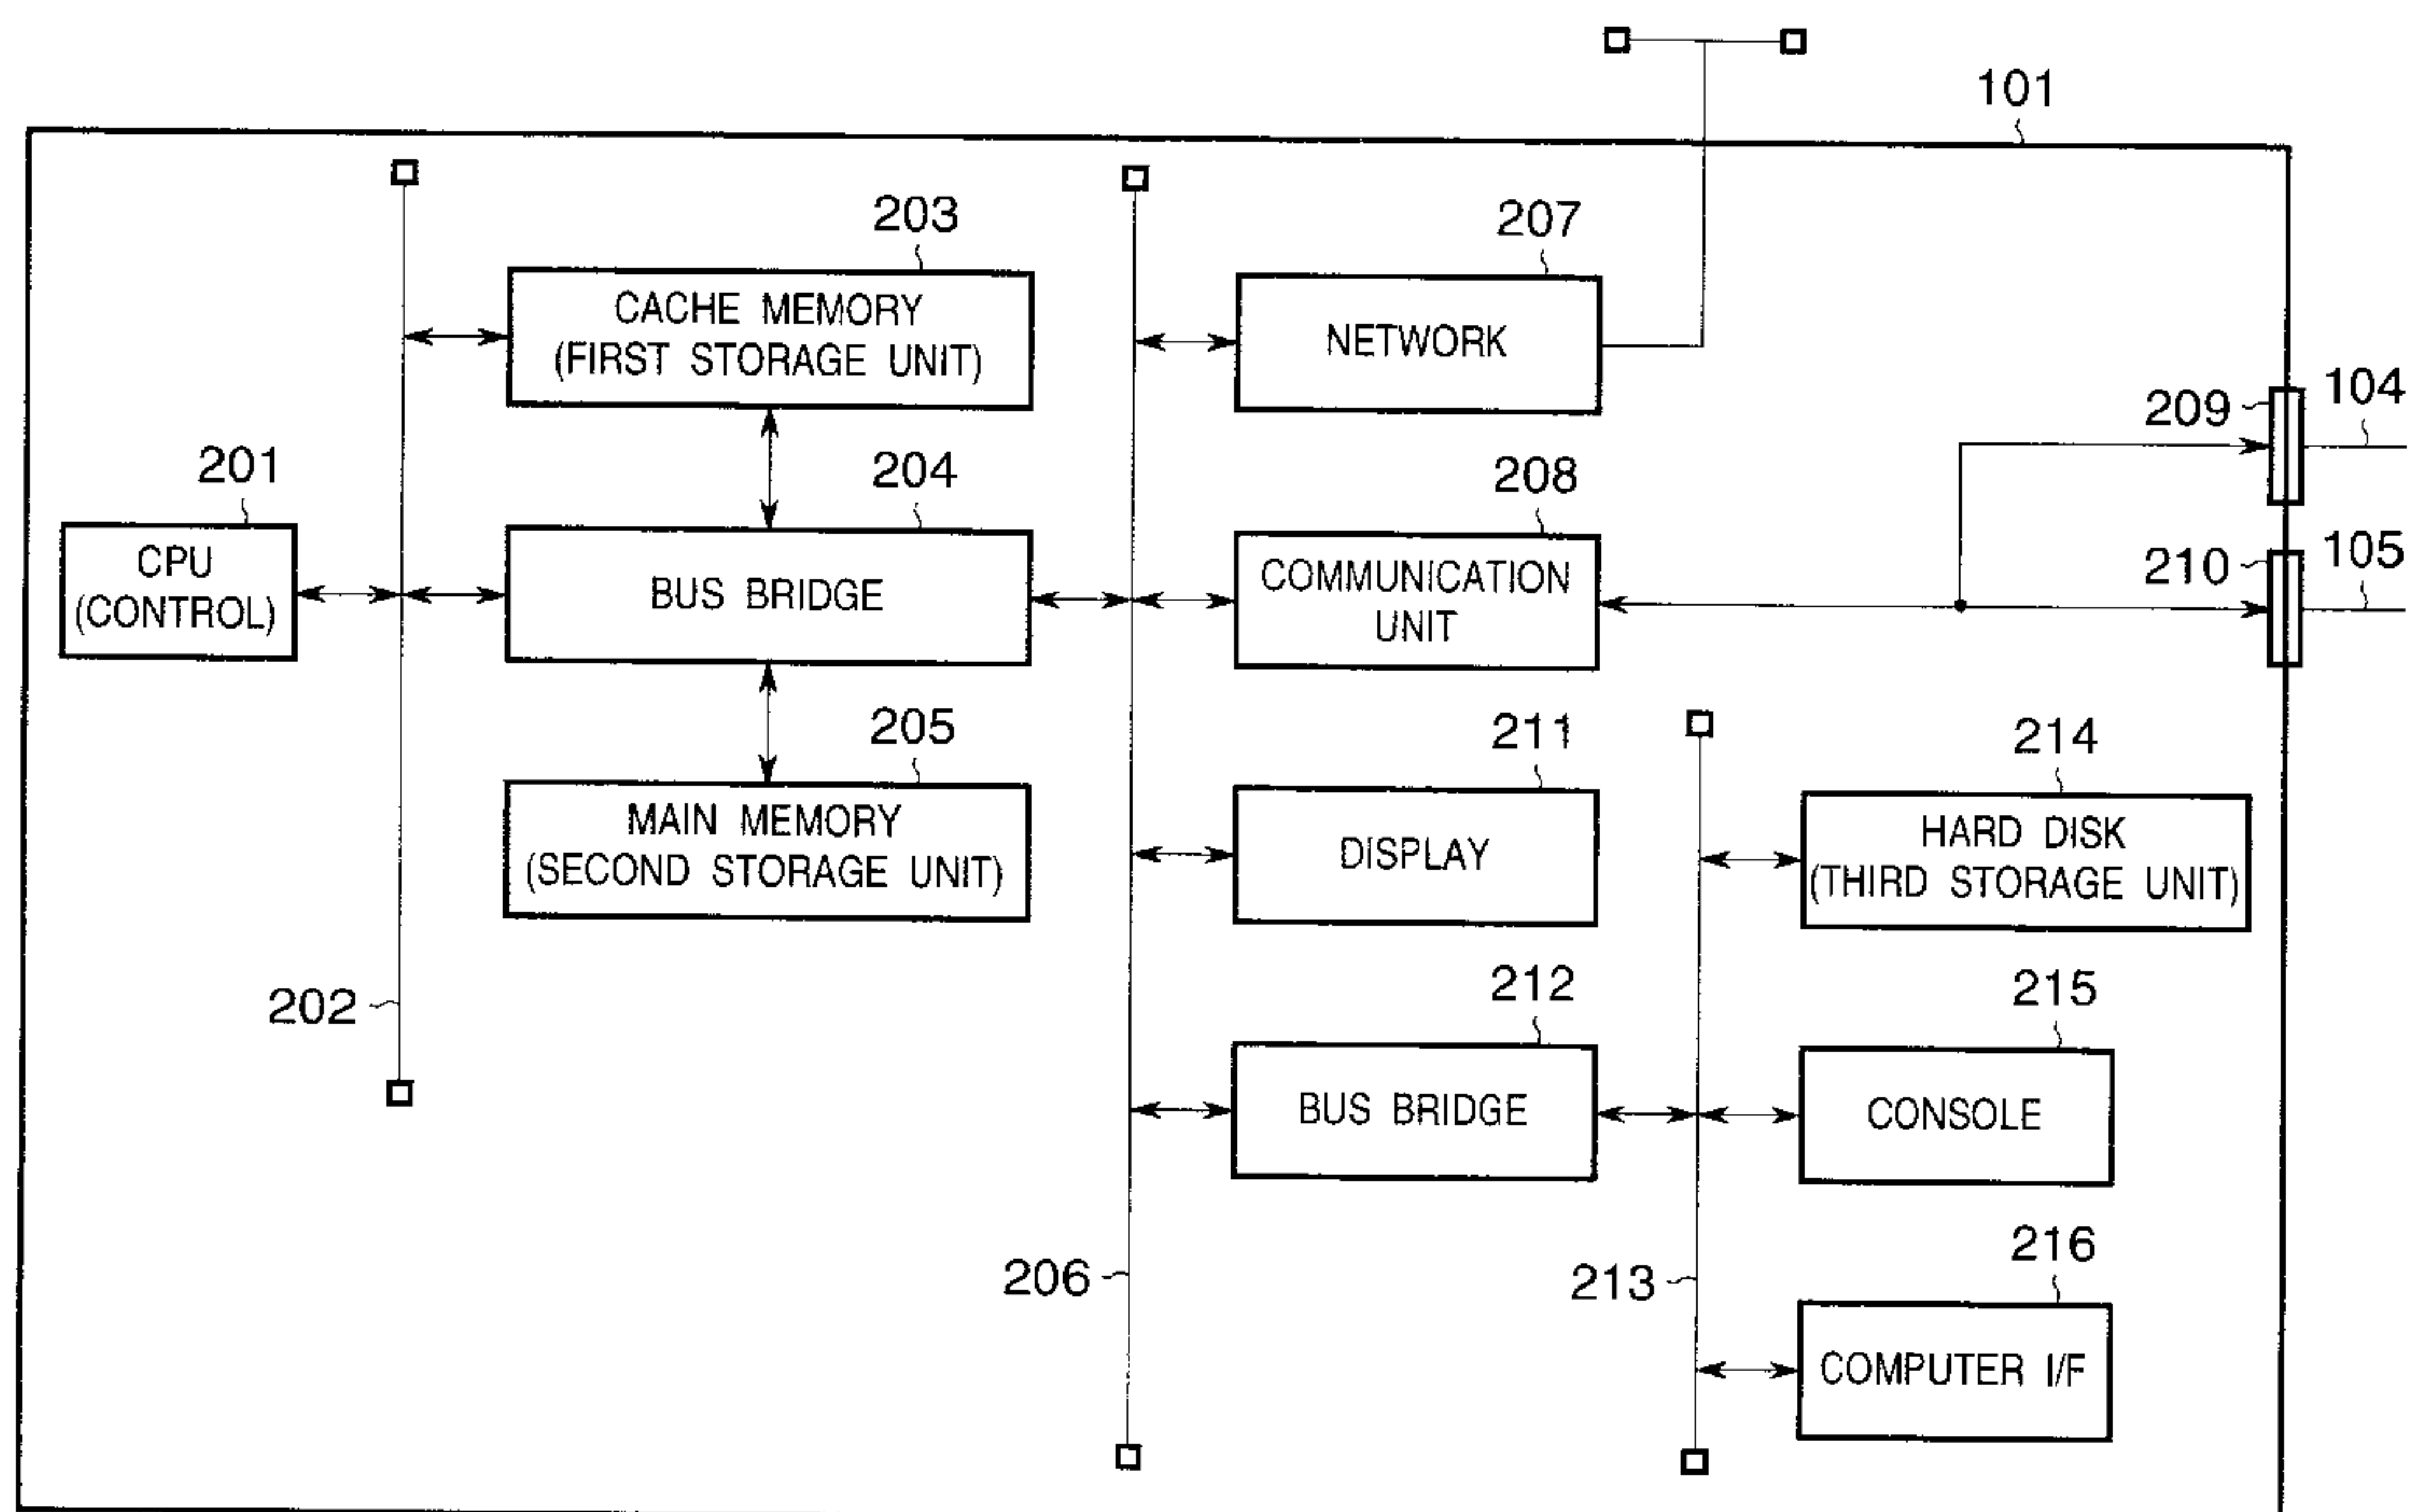 101
203
207
CACHE MEMORY
(FIRST STORAGE UNIT)
NETWORK
209
104
201
204
208
CPU
(CONTROL)
BUS BRIDGE
COMMUNICATION
UNIT
210
105
205
211
214
MAIN MEMORY
(SECOND STORAGE UNIT)
DISPLAY
HARD DISK
(THIRD STORAGE UNIT)
202
212
215
BUS BRIDGE
CONSOLE
206
213
216
COMPUTER I/F